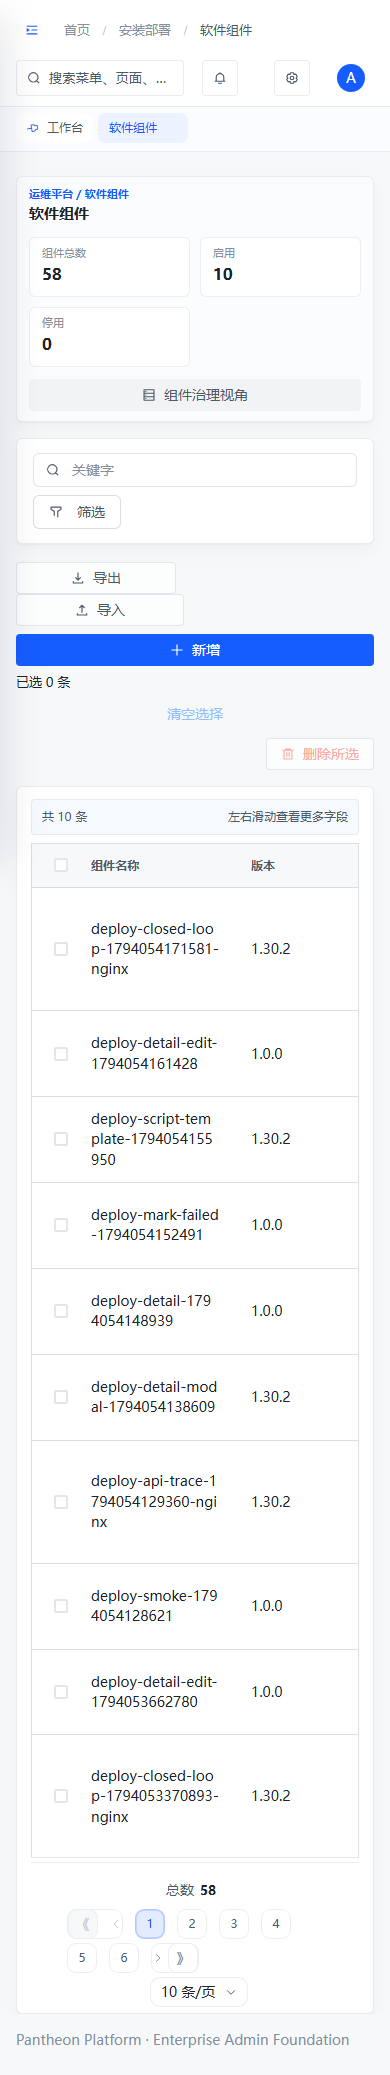 首页 / 安装部署 / 软件组件
搜索菜单、页面、...
A
工作台 软件组件
运维平台 / 软件组件
软件组件
组件总数
58
启用
10
停用
0
组件治理视角
关键字
筛选
导出
导入
新增
已选 0 条
清空选择
删除所选
共 10 条 左右滑动查看更多字段
组件名称 版本
deploy-closed-loo
p-1794054171581-
nginx
1.30.2
deploy-detail-edit-
1794054161428
1.0.0
deploy-script-tem
plate-1794054155
950
1.30.2
deploy-mark-failed
-1794054152491
1.0.0
deploy-detail-179
4054148939
1.0.0
deploy-detail-mod
al-1794054138609
1.30.2
deploy-api-trace-1
794054129360-ngi
nx
1.30.2
deploy-smoke-179
4054128621
1.0.0
deploy-detail-edit-
1794053662780
1.0.0
deploy-closed-loo
p-1794053370893-
nginx
1.30.2
总数 58
《 ‹ 1 2 3 4
5 6 › 》
10 条/页
Pantheon Platform · Enterprise Admin Foundation